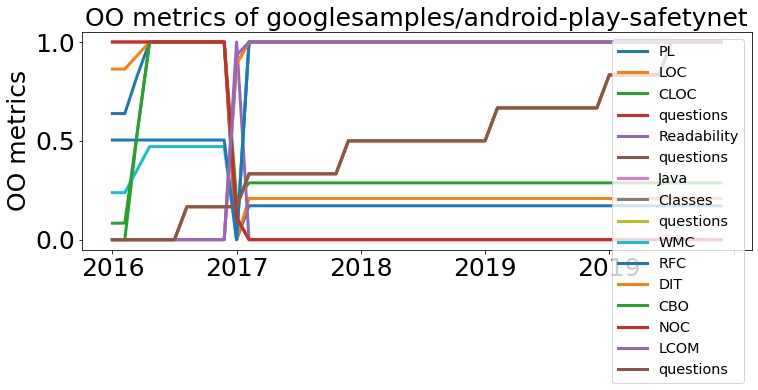 OO metrics of googlesamples/android-play-safetynet
OO metrics
1.0
0.5
0.0
2016
2017
2018
2019
2019
PL
LOC
CLOC
questions
Readability
questions
Java
Classes
questions
WMC
RFC
DIT
CBO
NOC
LCOM
questions